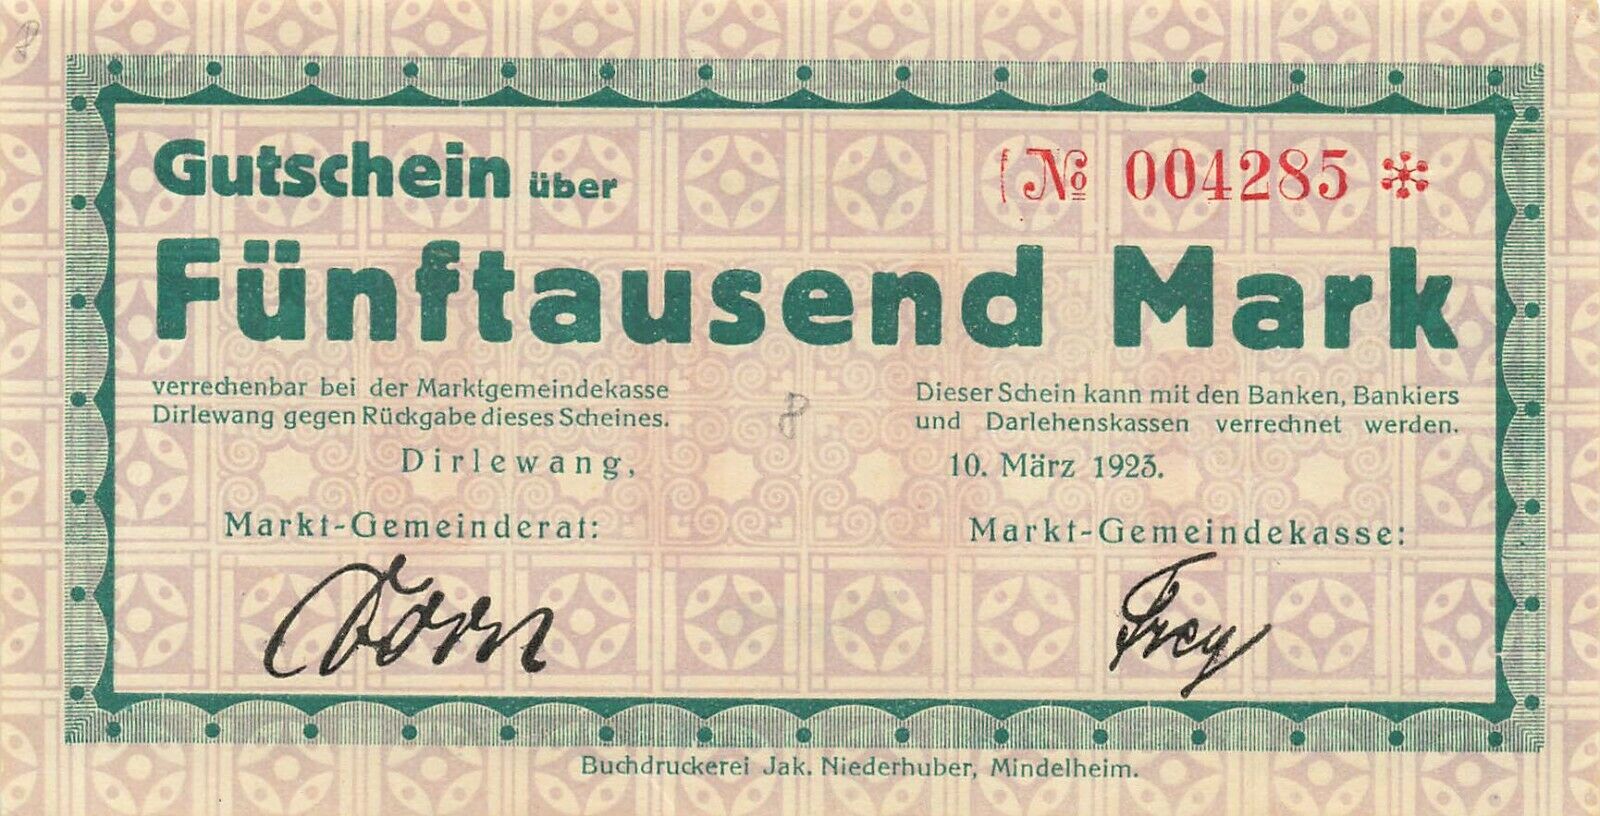 Gutschein über
№ 004285 *
Fünftausend Mark
verrechenbar bei der Marktgemeindekasse
Dirlewang gegen Rückgabe dieses Scheines.
Dieser Schein kann mit den Banken, Bankiers
und Darlehenskassen verrechnet werden.
Dirlewang, 10. März 1923.
Markt-Gemeinderat:
Markt-Gemeindekasse:
Frey
Buchdruckerei Jak. Niederhuber, Mindelheim.
8
8